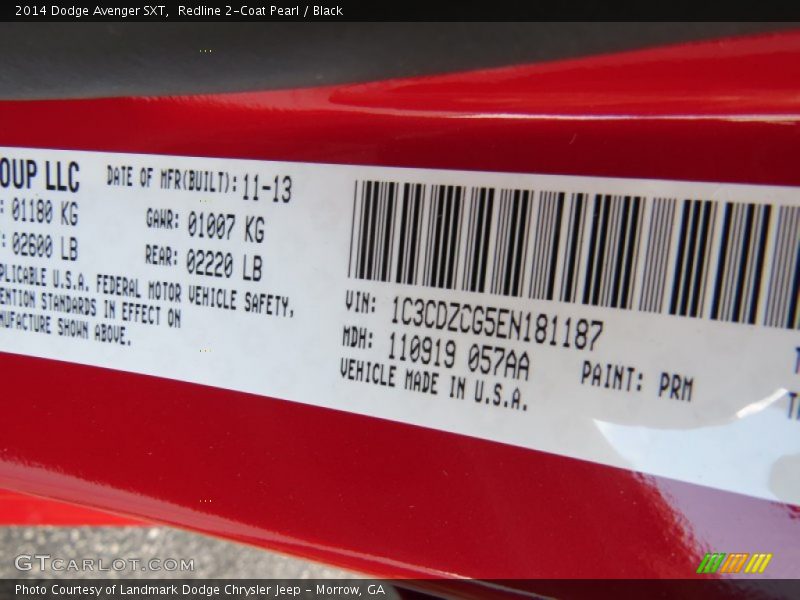 2014 Dodge Avenger SXT,  Redline 2-Coat Pearl / Black
OUP LLC
DATE OF MFR(BUILT): 11-13
: 01180 KG
GAWR: 01007 KG
: 02600 LB
REAR: 02220 LB
PLICABLE U.S.A. FEDERAL MOTOR VEHICLE SAFETY,
ENTION STANDARDS IN EFFECT ON
NUFACTURE SHOWN ABOVE.
VIN: 1C3CDZCG5EN181187
MDH: 110919 057AA
PAINT: PRM
VEHICLE MADE IN U.S.A.
GTCARLOT.COM
Photo Courtesy of Landmark Dodge Chrysler Jeep - Morrow, GA